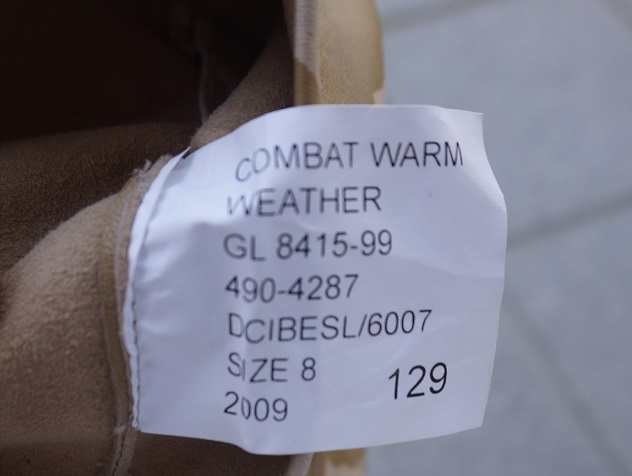 COMBAT WARM
WEATHER
GL 8415-99
490-4287
DCIBESL/6007
SIZE 8
2009 129